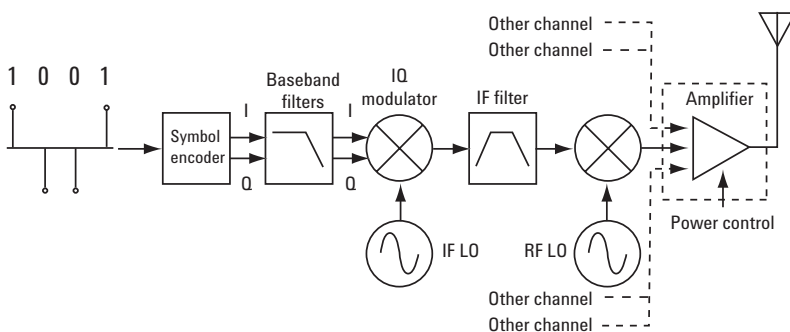 Other channel
Other channel
1 0 0 1
Baseband
filters
IQ
modulator
IF filter
Amplifier
I
I
Symbol
encoder
Q
Q
Power control
IF LO
RF LO
Other channel
Other channel